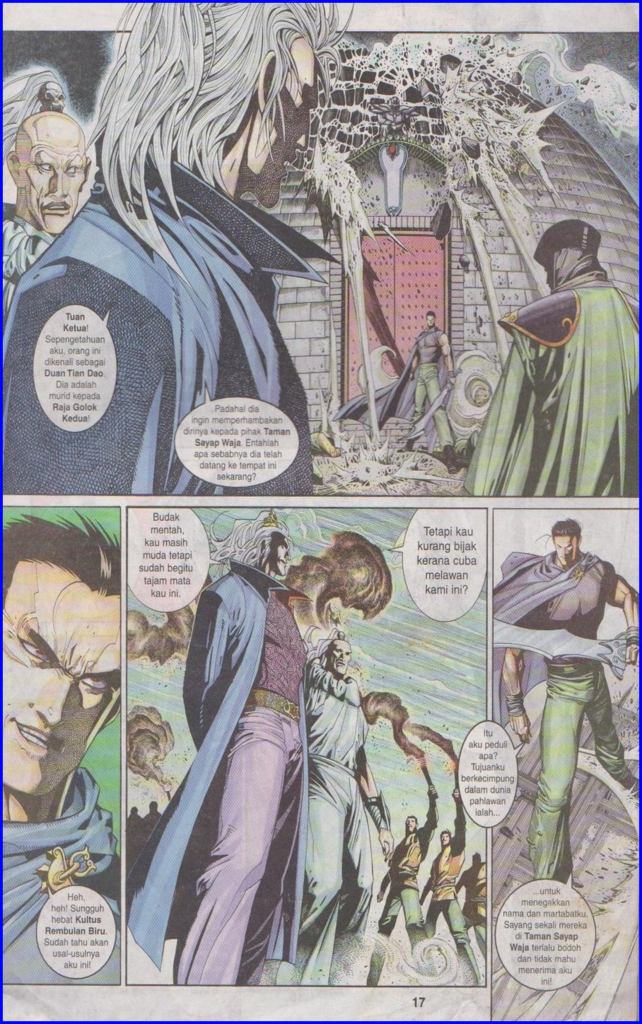 Tuan
Ketua!
Sepengetahuan
aku, orang ini
dikenali sebagai
Duan Tian Dao.
Dia adalah
murid kepada
Raja Golok
Kedua!
Padahal dia
ingin memperhambakan
dirinya kepada pihak Taman
Sayap Waja. Entahlah
apa sebabnya dia telah
datang ke tempat ini
sekarang?
Heh,
heh! Sungguh
hebat Kultus
Rembulan Biru.
Sudah tahu akan
usal-usulnya
aku ini!
Budak
mentah,
kau masih
muda tetapi
sudah begitu
tajam mata
kau ini.
Tetapi kau
kurang bijak
kerana cuba
melawan
kami ini?
Itu
aku peduli
apa?
Tujuanku
berkecimpung
dalam dunia
pahlawan
ialah...
...untuk
menegakkan
nama dan martabatku.
Sayang sekali mereka
di Taman Sayap
Waja terlalu bodoh
dan tidak mahu
menerima aku
ini!
17